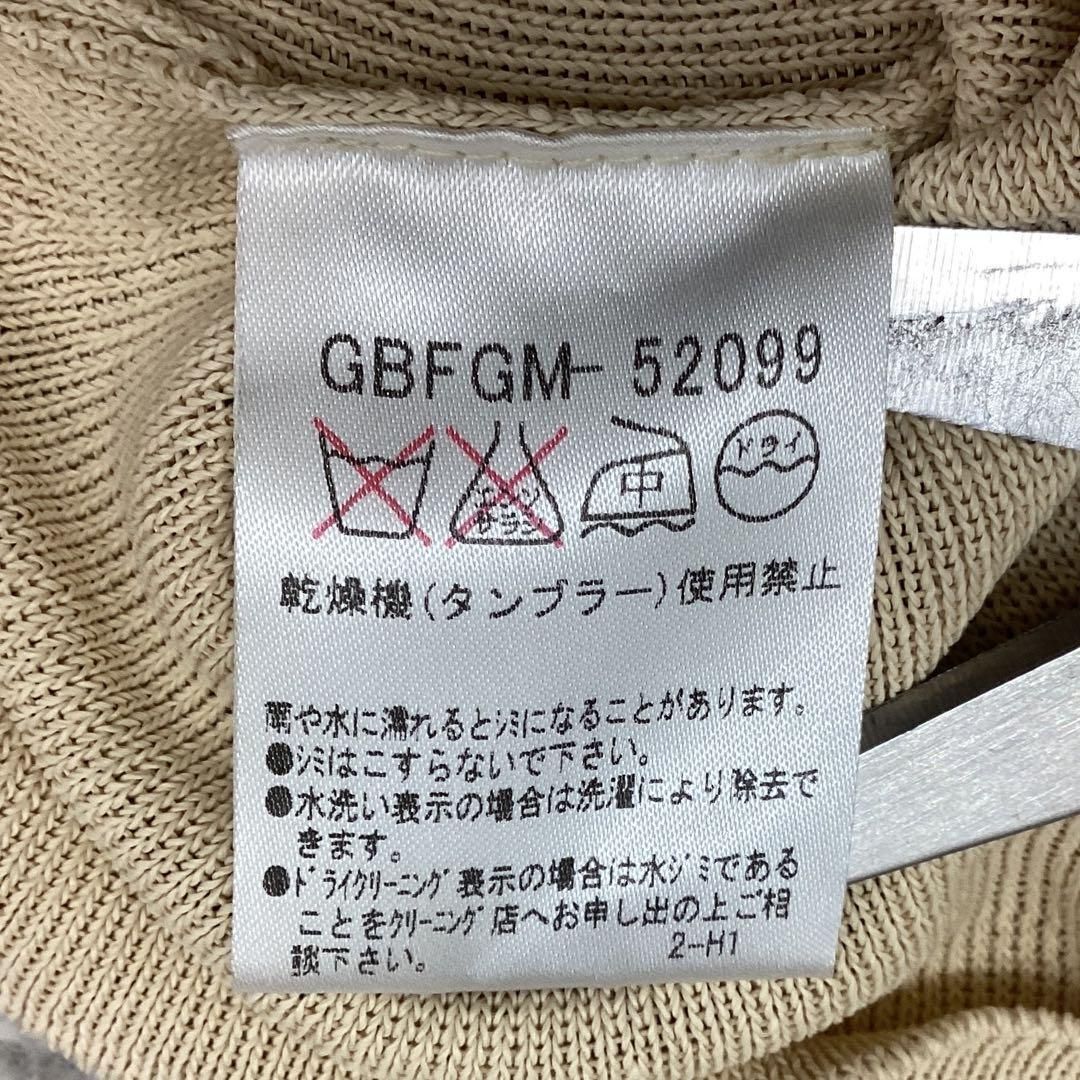 GBFGM-52099
エンソ
サラシ
中
ドライ
乾燥機(タンブラー)使用禁止
雨や水に濡れるとシミになることがあります。
●シミはこすらないで下さい。
●水洗い表示の場合は洗濯により除去で
きます。
●ドライクリーニング表示の場合は水ジミである
ことをクリーニング店へお申し出の上ご相
談下さい。
2-H1